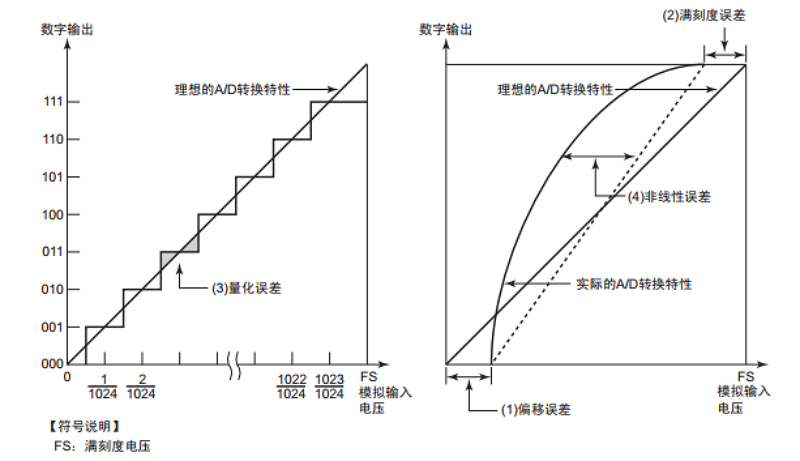 数字输出
理想的A/D转换特性
111
110
101
100
011
010
001
000
(3)量化误差
0
1
1024
2
1024
1022
1024
1023
1024
FS
模拟输入
电压
【符号说明】
FS：满刻度电压
(2)满刻度误差
数字输出
理想的A/D转换特性
(4)非线性误差
实际的A/D转换特性
(1)偏移误差
FS
模拟输入
电压